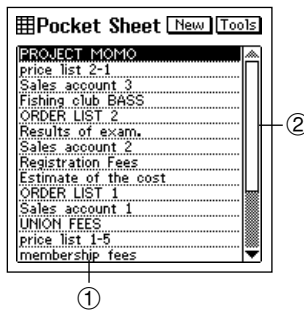 Pocket Sheet New Tools
PROJECT MOMO
price list 2-1
Sales account 3
Fishing club BASS
ORDER LIST 2
Results of exam.
Sales account 2
Registration Fees
Estimate of the cost
ORDER LIST 1
Sales account 1
UNION FEES
price list 1-5
membership fees
②
①